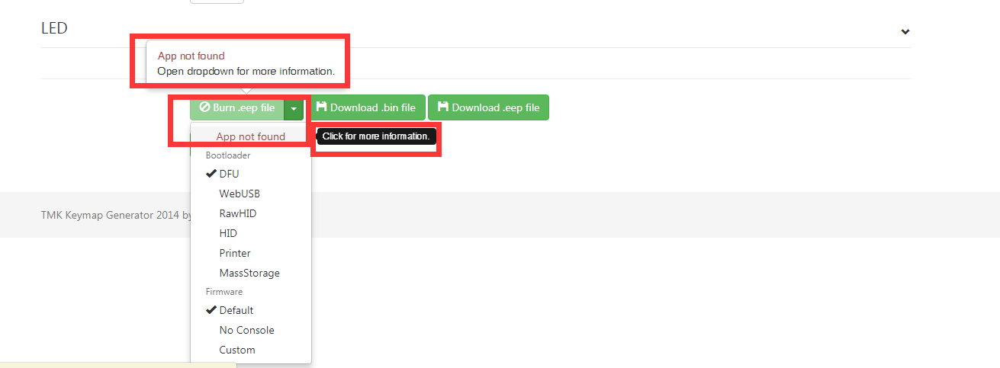 LED
App not found
Open dropdown for more information.
Burn .eep file
Download .bin file
Download .eep file
App not found
Click for more information.
Bootloader
DFU
WebUSB
RawHID
HID
Printer
MassStorage
Firmware
Default
No Console
Custom
TMK Keymap Generator 2014 by